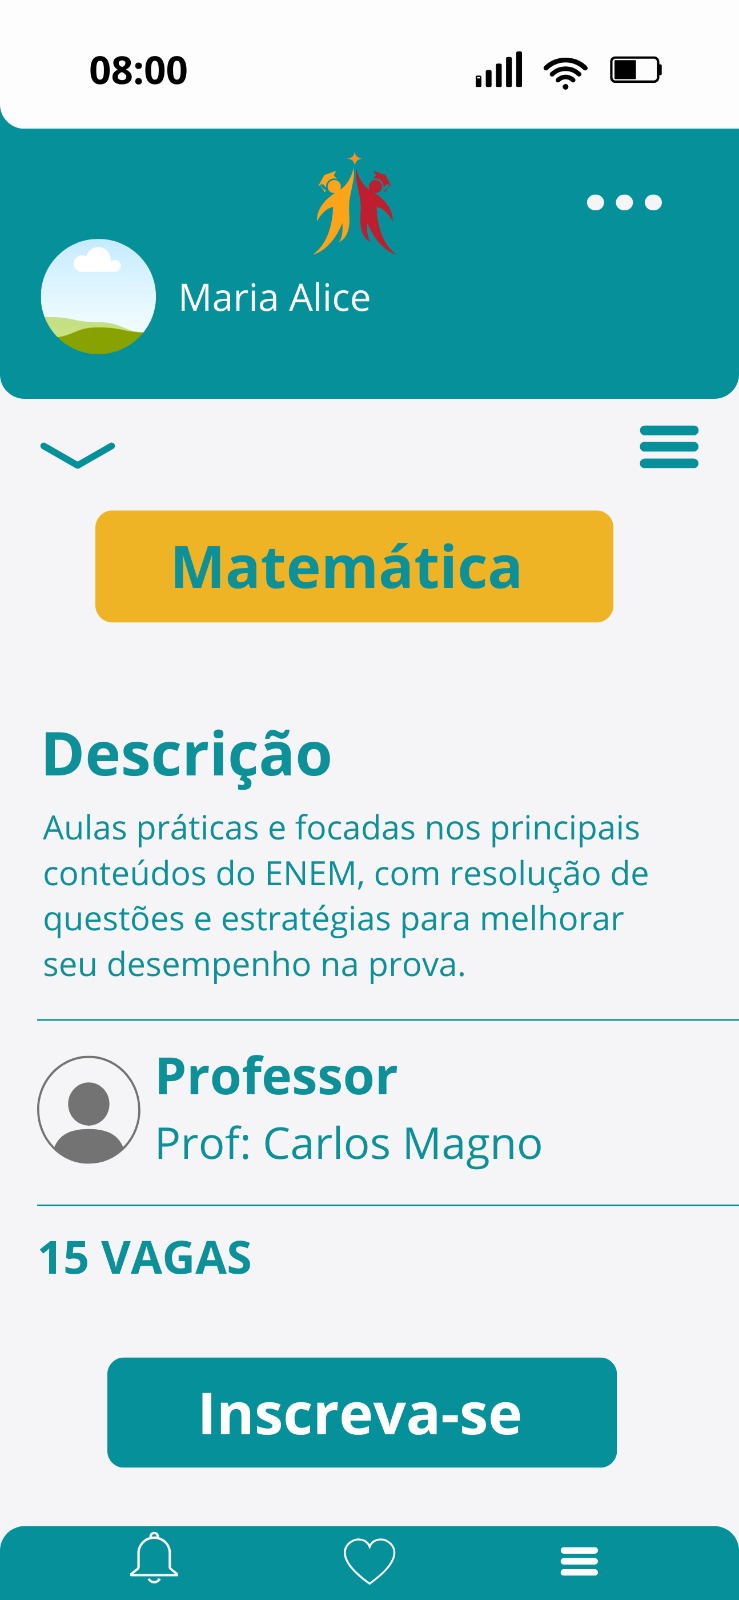 08:00
Maria Alice
Matemática
Descrição
Aulas práticas e focadas nos principais
conteúdos do ENEM, com resolução de
questões e estratégias para melhorar
seu desempenho na prova.
Professor
Prof: Carlos Magno
15 VAGAS
Inscreva-se